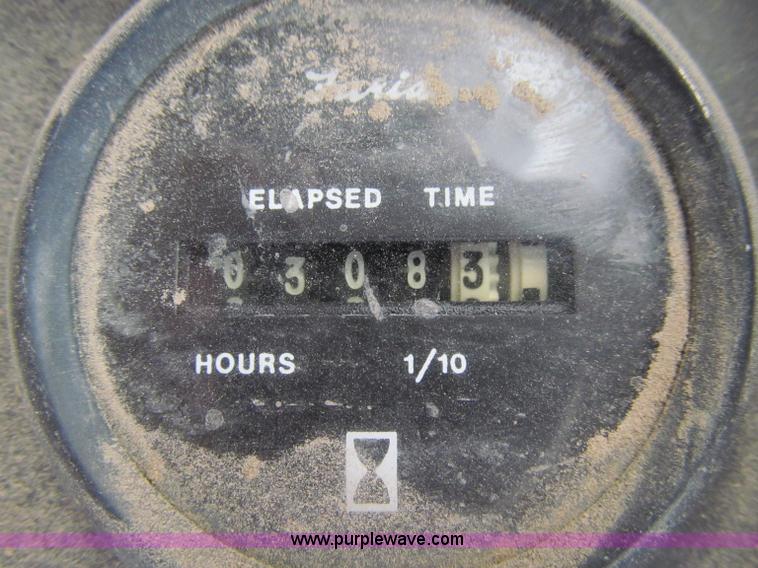 ELAPSED TIME
03083
HOURS 1/10
www.purplewave.com